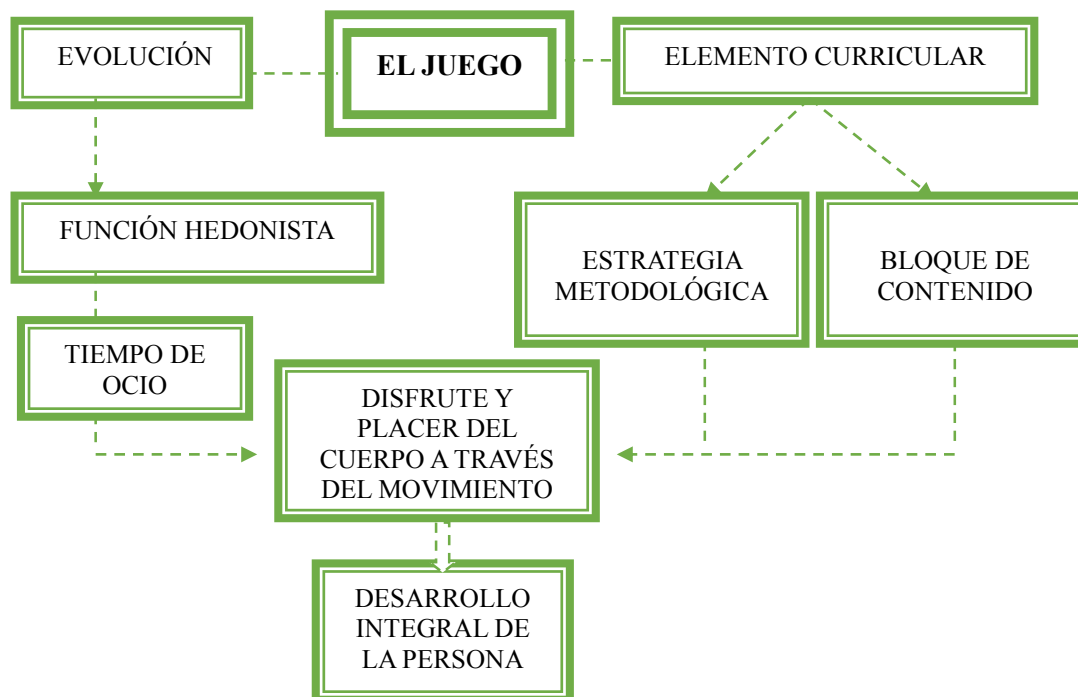 EVOLUCIÓN
EL JUEGO
ELEMENTO CURRICULAR
FUNCIÓN HEDONISTA
ESTRATEGIA
METODOLÓGICA
BLOQUE DE
CONTENIDO
TIEMPO DE
OCIO
DISFRUTE Y
PLACER DEL
CUERPO A TRAVÉS
DEL MOVIMIENTO
DESARROLLO
INTEGRAL DE
LA PERSONA